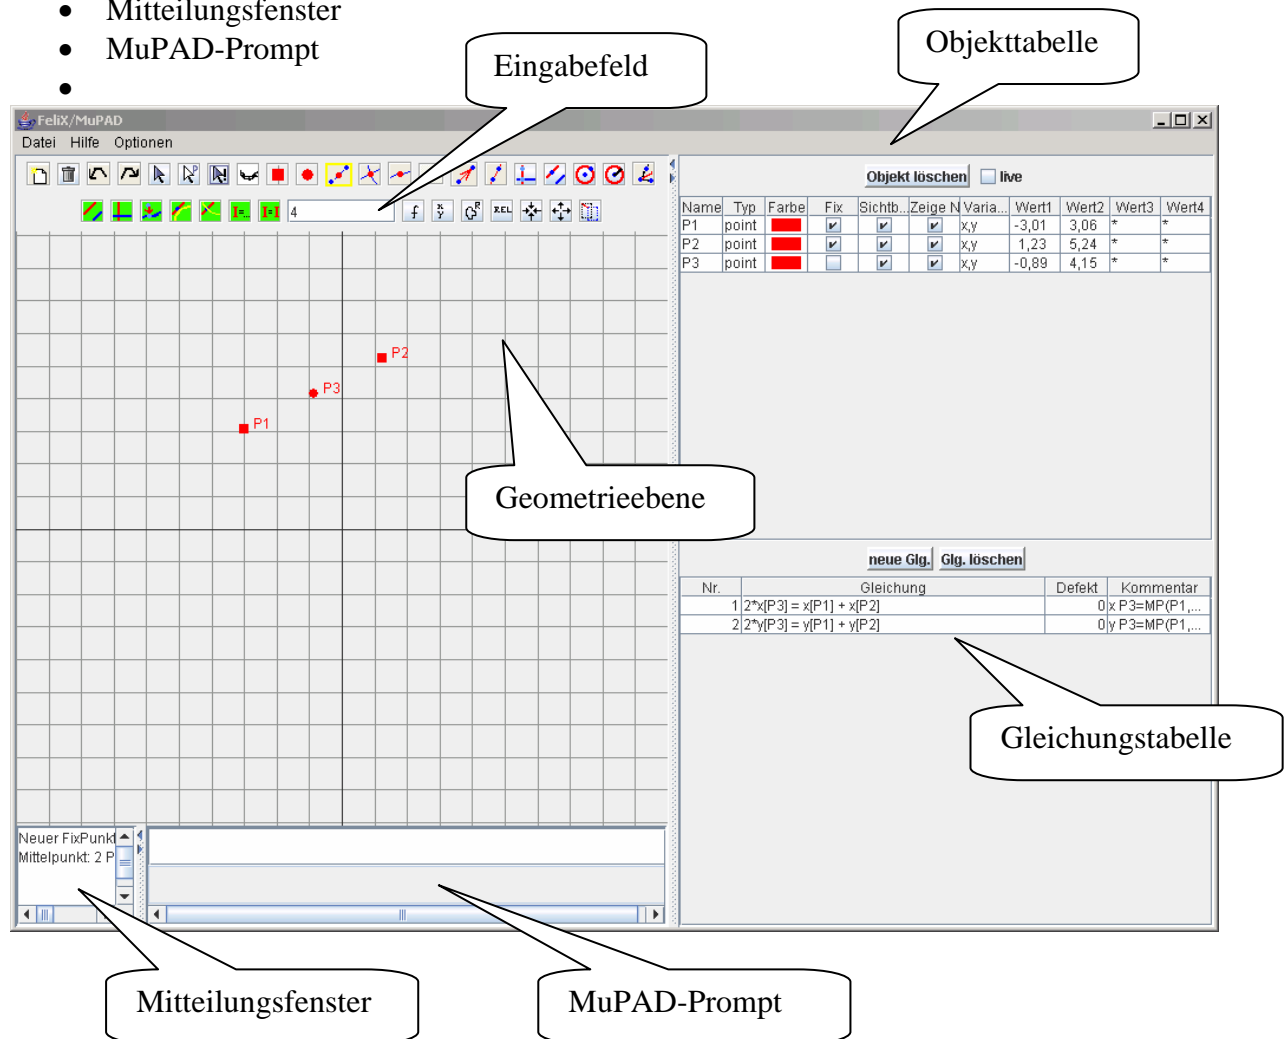 • Mitteilungsfenster
• MuPAD-Prompt
•
Eingabefeld
Objekttabelle
FeliX/MuPAD
Datei Hilfe Optionen
Objekt löschen live
4 f x y R REL
Name Typ Farbe Fix Sichtb... Zeige N Varia... Wert1 Wert2 Wert3 Wert4
P1 point x,y -3,01 3,06 * *
P2 point x,y 1,23 5,24 * *
P3 point x,y -0,89 4,15 * *
P2
P3
P1
Geometrieebene
neue Glg. Glg. löschen
Nr. Gleichung Defekt Kommentar
1 2*x[P3] = x[P1] + x[P2] 0 x P3=MP(P1,...
2 2*y[P3] = y[P1] + y[P2] 0 y P3=MP(P1,...
Gleichungstabelle
Neuer FixPunkt
Mittelpunkt: 2 P
Mitteilungsfenster
MuPAD-Prompt